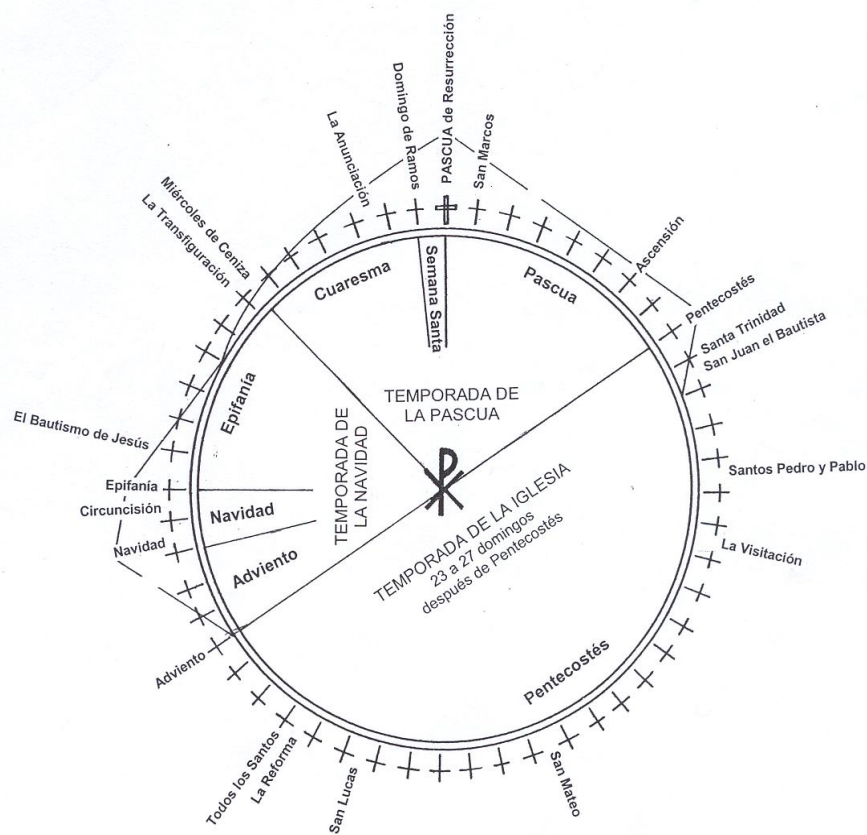 PASCUA de Resurrección
San Marcos
Ascensión
Pentecostés
Santa Trinidad
San Juan el Bautista
Santos Pedro y Pablo
La Visitación
San Mateo
San Lucas
La Reforma
Todos los Santos
Adviento
Navidad
Circuncisión
Epifanía
El Bautismo de Jesús
La Transfiguración
Miércoles de Ceniza
La Anunciación
Domingo de Ramos
Cuaresma
Semana Santa
Pascua
Epifanía
Navidad
Adviento
Pentecostés
TEMPORADA DE
LA PASCUA
TEMPORADA DE
LA NAVIDAD
TEMPORADA DE LA IGLESIA
23 a 27 domingos
después de Pentecostés